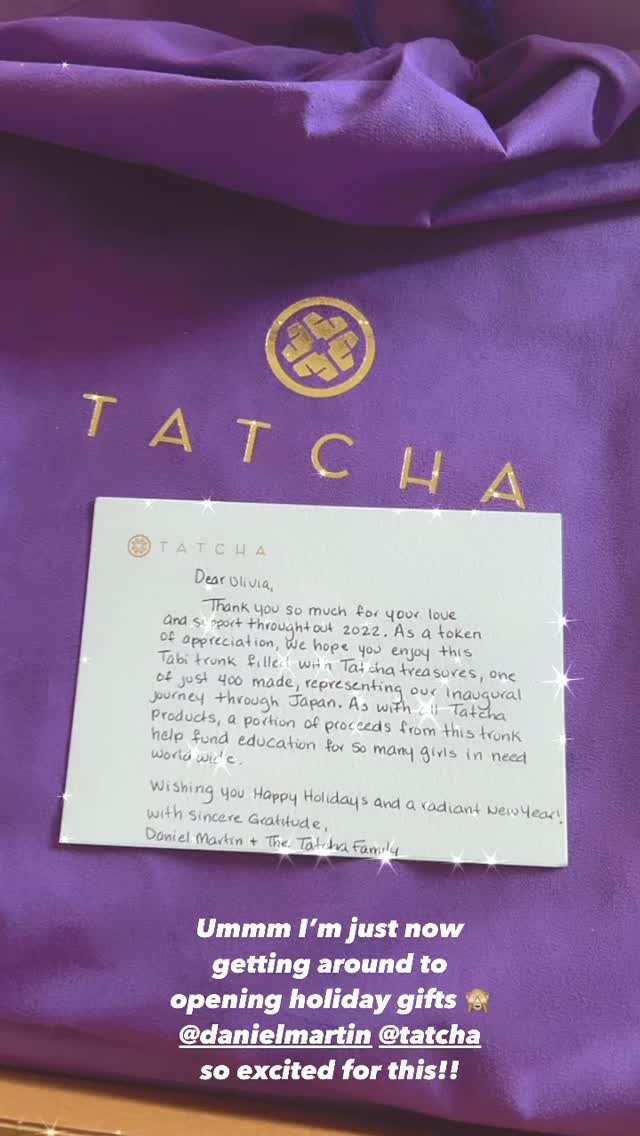 TATCHA
TATCHA
Dear Olivia,
Thank you so much for your love
and support throughtout 2022. As a token
of appreciation, we hope you enjoy this
Tabi trunk filled with Tatcha treasures, one
of just 400 made, representing our inaugural
journey through Japan. As with all Tatcha
Products, a portion of proceeds from this trunk
help fund education for so many girls in need
world wide.
Wishing you Happy Holidays and a radiant New Year!
with sincere Gratitude,
Daniel Martin + The Tatcha Family
Ummm I’m just now
getting around to
opening holiday gifts 🙈
@danielmartin @tatcha
so excited for this!!